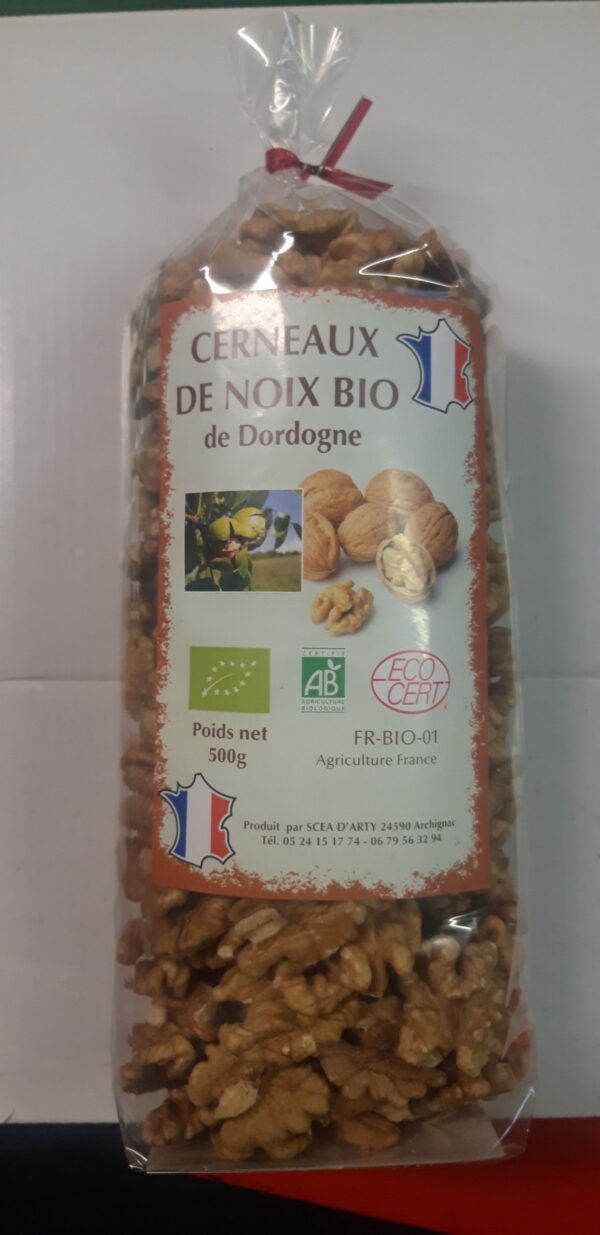 CERNEAUX
DE NOIX BIO
de Dordogne
CERTIFIÉ
AB
AGRICULTURE
BIOLOGIQUE
ECO
CERT
Poids net
500g
FR-BIO-01
Agriculture France
Produit par SCEA D'ARTY 24590 Archignac
Tél. 05 24 15 17 74 - 06 79 56 32 94